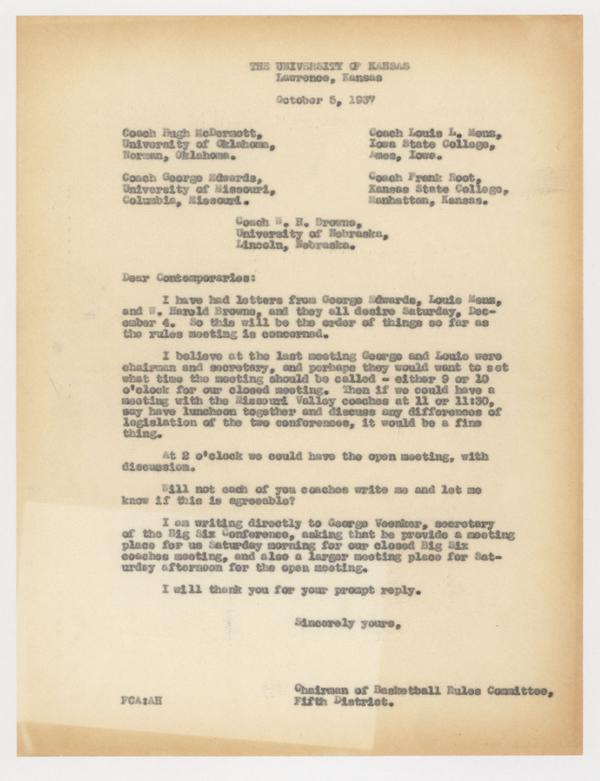 THE UNIVERSITY OF KANSAS
Lawrence, Kansas
October 5, 1937
Coach Hugh McDermott,
University of Oklahoma,
Norman, Oklahoma.
Coach Louis L. Mens,
Iowa State College,
Ames, Iowa.
Coach George Edwards,
University of Missouri,
Columbia, Missouri.
Coach Frank Root,
Kansas State College,
Manhattan, Kansas.
Coach W. H. Browne,
University of Nebraska,
Lincoln, Nebraska.
Dear Contemporaries:
I have had letters from George Edwards, Louis Mens,
and W. Harold Browne, and they all desire Saturday, Dec-
ember 4. So this will be the order of things so far as
the rules meeting is concerned.
I believe at the last meeting George and Louie were
chairman and secretary, and perhaps they would want to set
what time the meeting should be called - either 9 or 10
o'clock for our closed meeting. Then if we could have a
meeting with the Missouri Valley coaches at 11 or 11:30,
say have luncheon together and discuss any differences of
legislation of the two conferences, it would be a fine
thing.
At 2 o'clock we could have the open meeting, with
discussion.
Will not each of you coaches write me and let me
know if this is agreeable?
I am writing directly to George Veenker, secretary
of the Big Six Conference, asking that he provide a meeting
place for us Saturday morning for our closed Big Six
coaches meeting, and also a larger meeting place for Sat-
urday afternoon for the open meeting.
I will thank you for your prompt reply.
Sincerely yours,
Chairman of Basketball Rules Committee,
FCA:AH Fifth District.